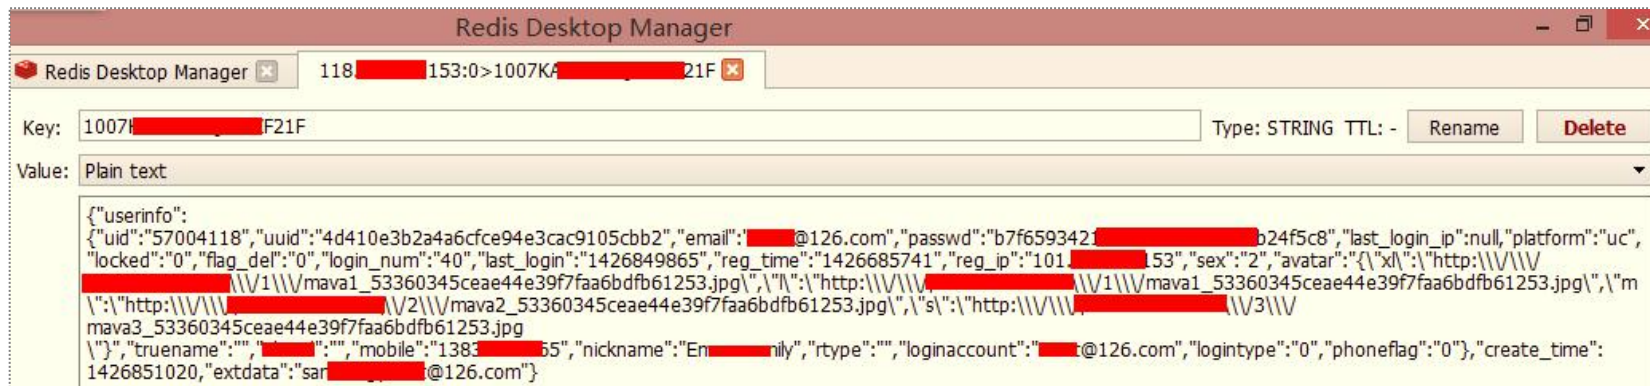 Redis Desktop Manager
Redis Desktop Manager 118. 153:0>1007KA 21F
Key: 1007 F21F Type: STRING TTL: - Rename Delete
Value: Plain text
{"userinfo":
{"uid":"57004118","uuid":"4d410e3b2a4a6cfce94e3cac9105cbb2","email":" @126.com","passwd":"b7f6593421 b24f5c8","last_login_ip":null,"platform":"uc",
"locked":"0","flag_del":"0","login_num":"40","last_login":"1426849865","reg_time":"1426685741","reg_ip":"101. 153","sex":"2","avatar":"{\"xl\":\"http:\\\/\\\/
\\\/1\\\/mava1_53360345ceae44e39f7faa6bdfb61253.jpg\",\"l\":\"http:\\\/\\\/ \\\/1\\\/mava1_53360345ceae44e39f7faa6bdfb61253.jpg\",\"m
\":\"http:\\\/\\\/ \\/2\\\/mava2_53360345ceae44e39f7faa6bdfb61253.jpg\",\"s\":\"http:\\\/\\\/ \\\/3\\\/
mava3_53360345ceae44e39f7faa6bdfb61253.jpg
\"}","truename":""," ":"","mobile":"1383 55","nickname":"Em mily","rtype":"","loginaccount":" @126.com","logintype":"0","phoneflag":"0"},"create_time":
1426851020,"extdata":"san @126.com"}